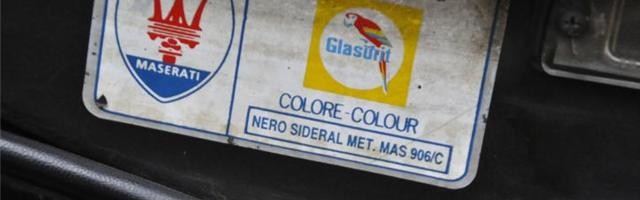 MASERATI
Glasurit
COLORE-COLOUR
NERO SIDERAL MET. MAS 906/C